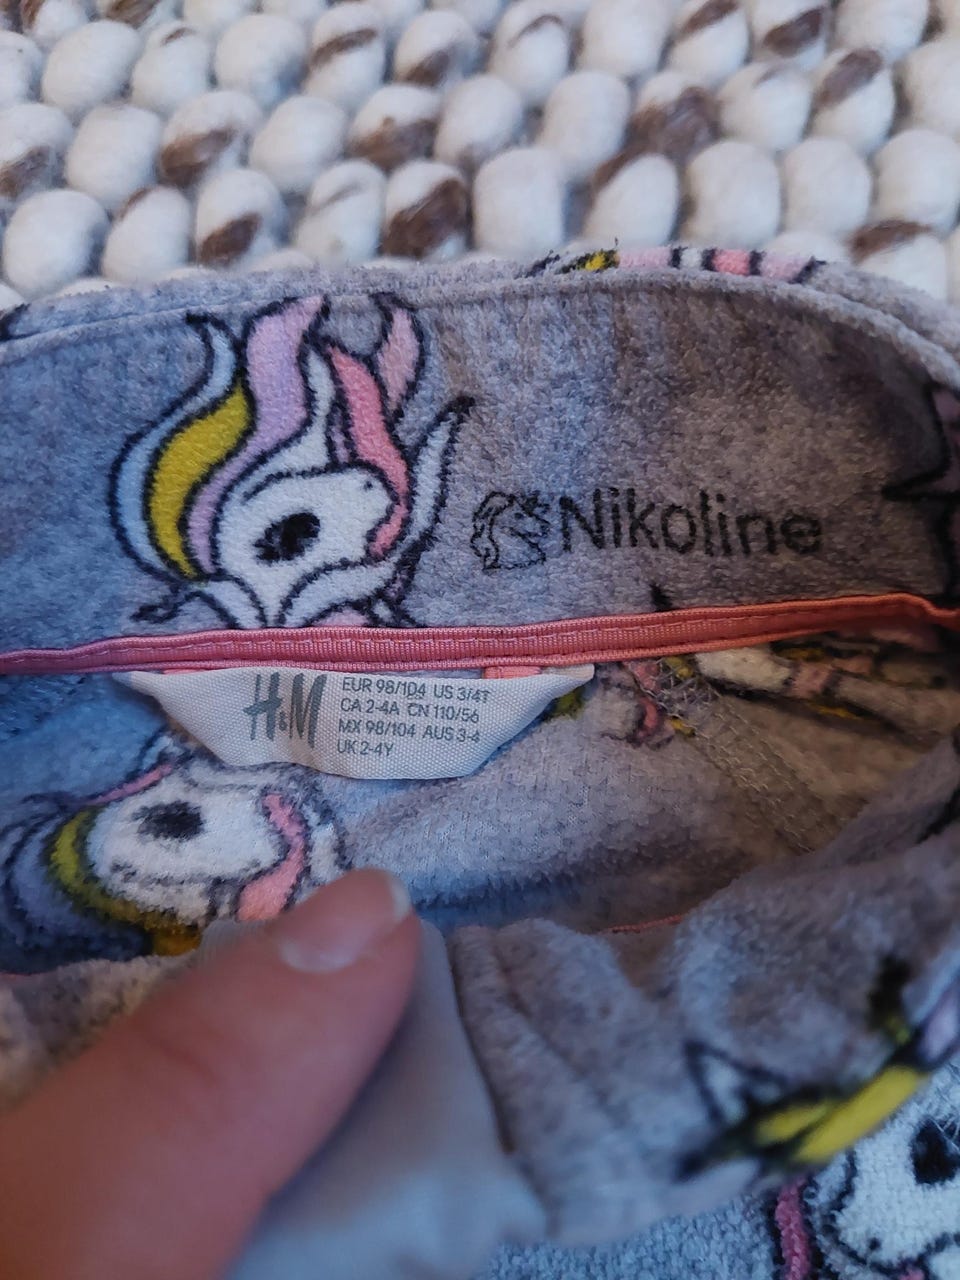 Nikoline
H&M
EUR 98/104 US 3/4T
CA 2-4A CN 110/56
MX 98/104 AUS 3-4
UK 2-4Y